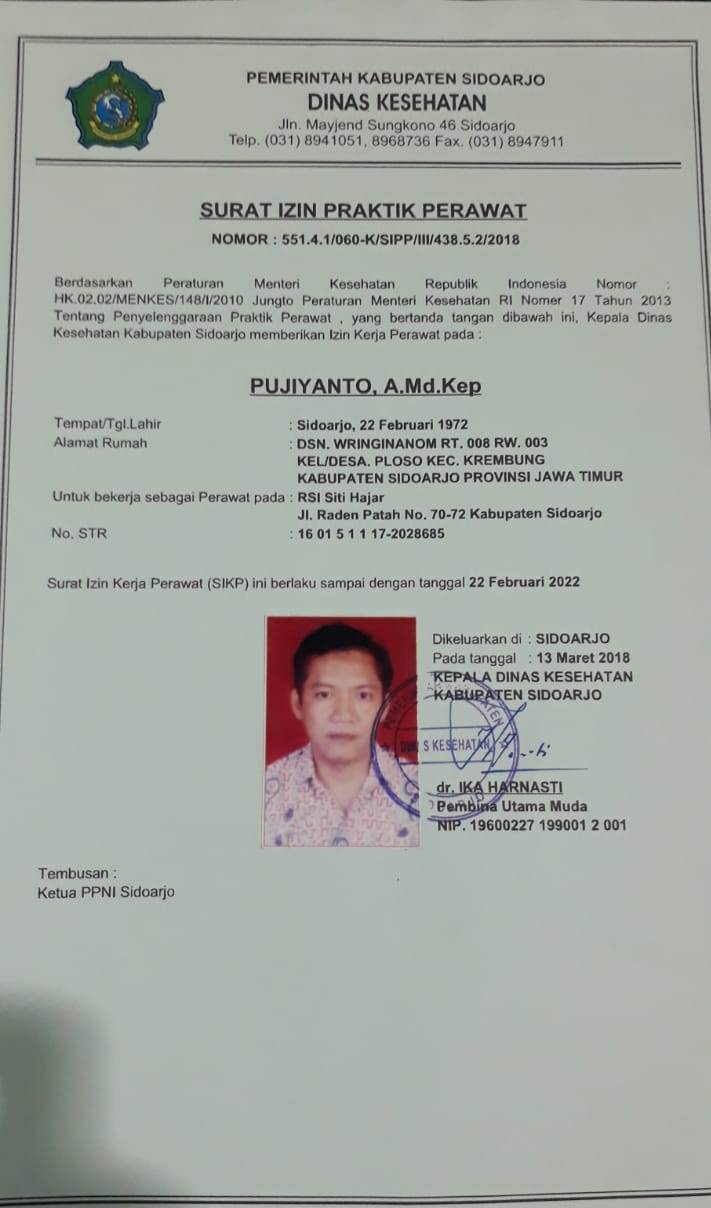 PEMERINTAH KABUPATEN SIDOARJO
DINAS KESEHATAN
Jln. Mayjend Sungkono 46 Sidoarjo
Telp. (031) 8941051, 8968736 Fax. (031) 8947911
SURAT IZIN PRAKTIK PERAWAT
NOMOR : 551.4.1/060-K/SIPP/III/438.5.2/2018
Berdasarkan Peraturan Menteri Kesehatan Republik Indonesia Nomor :
HK.02.02/MENKES/148/I/2010 Jungto Peraturan Menteri Kesehatan RI Nomer 17 Tahun 2013
Tentang Penyelenggaraan Praktik Perawat , yang bertanda tangan dibawah ini, Kepala Dinas
Kesehatan Kabupaten Sidoarjo memberikan Izin Kerja Perawat pada :
PUJIYANTO, A.Md.Kep
Tempat/Tgl.Lahir : Sidoarjo, 22 Februari 1972
Alamat Rumah : DSN. WRINGINANOM RT. 008 RW. 003
KEL/DESA. PLOSO KEC. KREMBUNG
KABUPATEN SIDOARJO PROVINSI JAWA TIMUR
Untuk bekerja sebagai Perawat pada : RSI Siti Hajar
Jl. Raden Patah No. 70-72 Kabupaten Sidoarjo
No. STR : 16 01 5 1 1 17-2028685
Surat Izin Kerja Perawat (SIKP) ini berlaku sampai dengan tanggal 22 Februari 2022
Dikeluarkan di : SIDOARJO
Pada tanggal : 13 Maret 2018
KEPALA DINAS KESEHATAN
KABUPATEN SIDOARJO
S KESEHATAN
dr. IKA HARNASTI
Pembina Utama Muda
NIP. 19600227 199001 2 001
Tembusan :
Ketua PPNI Sidoarjo